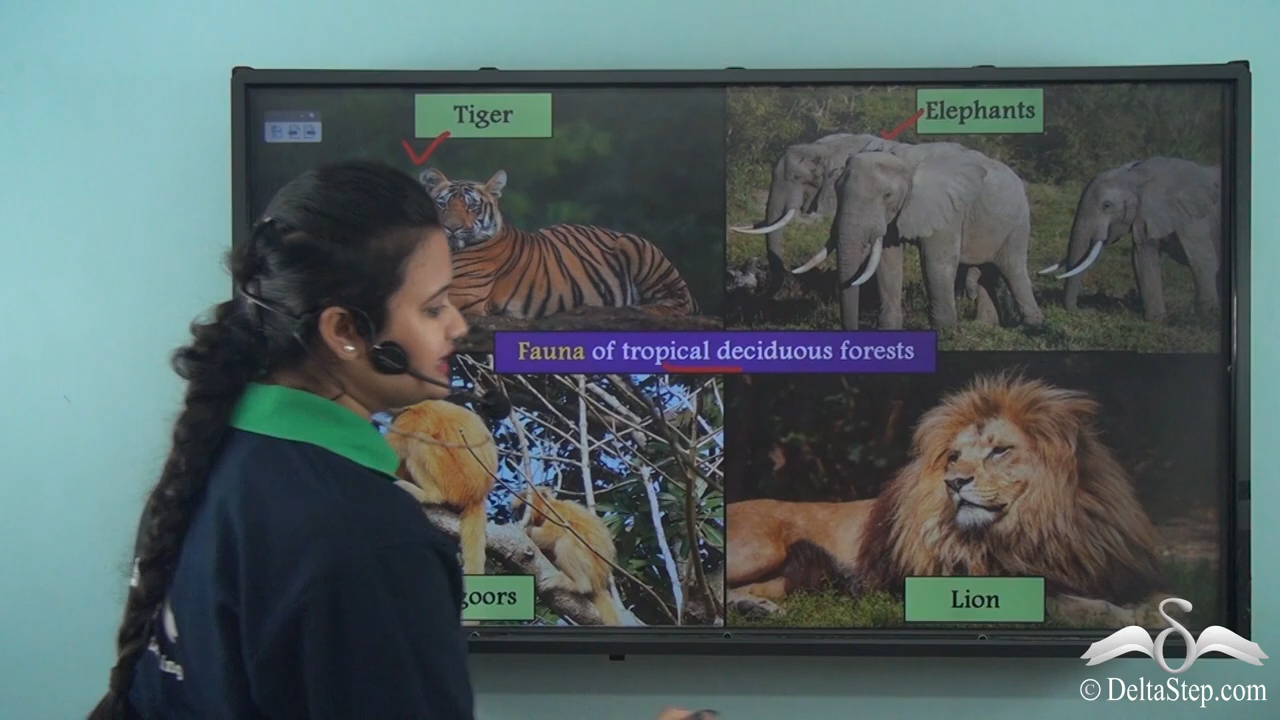 Tiger
Elephants
Fauna of tropical deciduous forests
goors
Lion
© DeltaStep.com